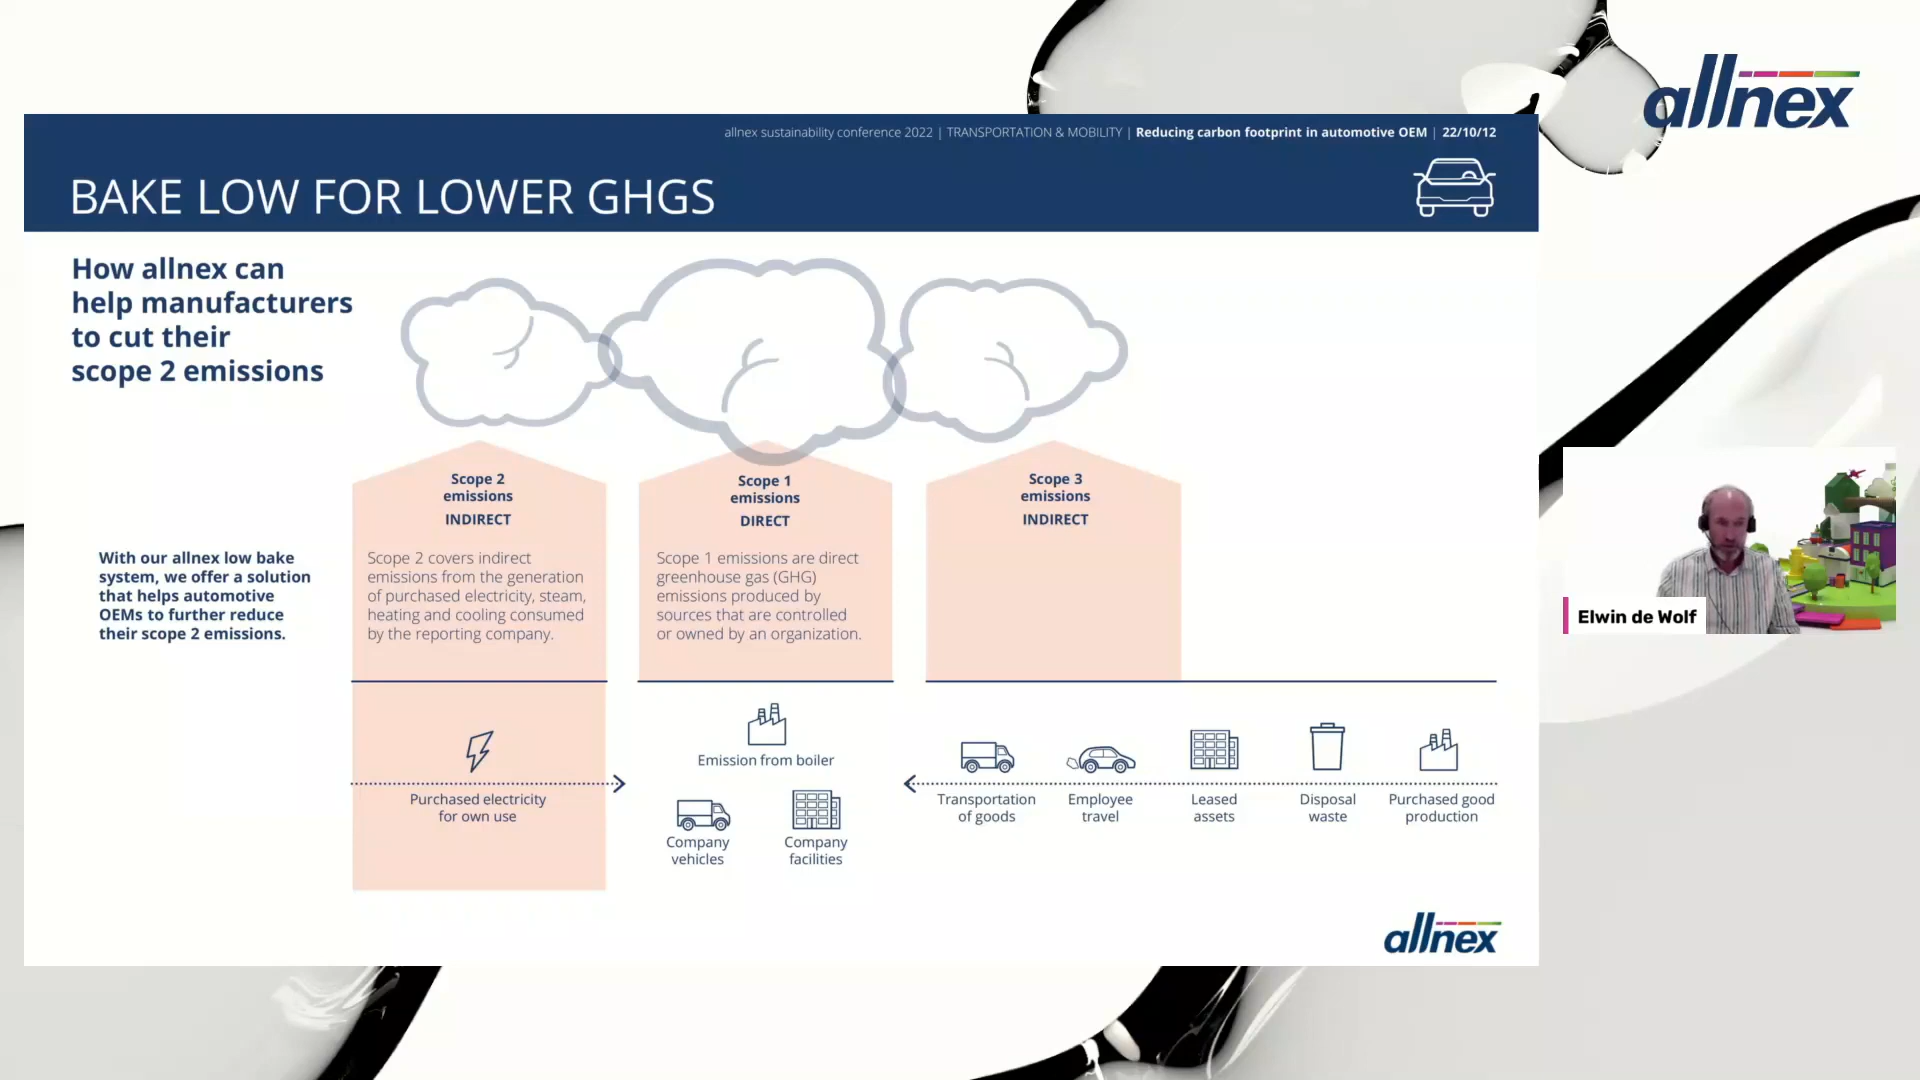 allnex
allnex sustainability conference 2022 | TRANSPORTATION & MOBILITY | Reducing carbon footprint in automotive OEM | 22/10/12
BAKE LOW FOR LOWER GHGS
How allnex can
help manufacturers
to cut their
scope 2 emissions
With our allnex low bake
system, we offer a solution
that helps automotive
OEMs to further reduce
their scope 2 emissions.
Scope 2
emissions
INDIRECT
Scope 2 covers indirect
emissions from the generation
of purchased electricity, steam,
heating and cooling consumed
by the reporting company.
Purchased electricity
for own use
Scope 1
emissions
DIRECT
Scope 1 emissions are direct
greenhouse gas (GHG)
emissions produced by
sources that are controlled
or owned by an organization.
Emission from boiler
Company
vehicles
Company
facilities
Scope 3
emissions
INDIRECT
Transportation
of goods
Employee
travel
Leased
assets
Disposal
waste
Purchased good
production
allnex
Elwin de Wolf